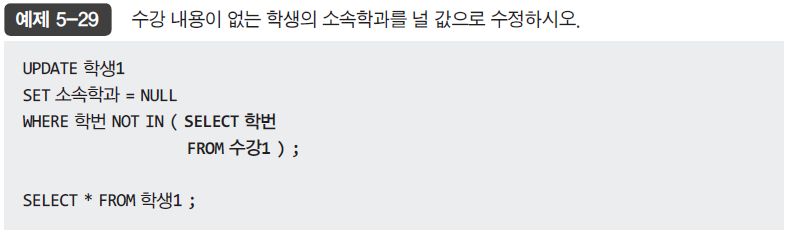 예제 5-29 수강 내용이 없는 학생의 소속학과를 널 값으로 수정하시오.
UPDATE 학생1
SET 소속학과 = NULL
WHERE 학번 NOT IN ( SELECT 학번
FROM 수강1 ) ;
SELECT * FROM 학생1 ;